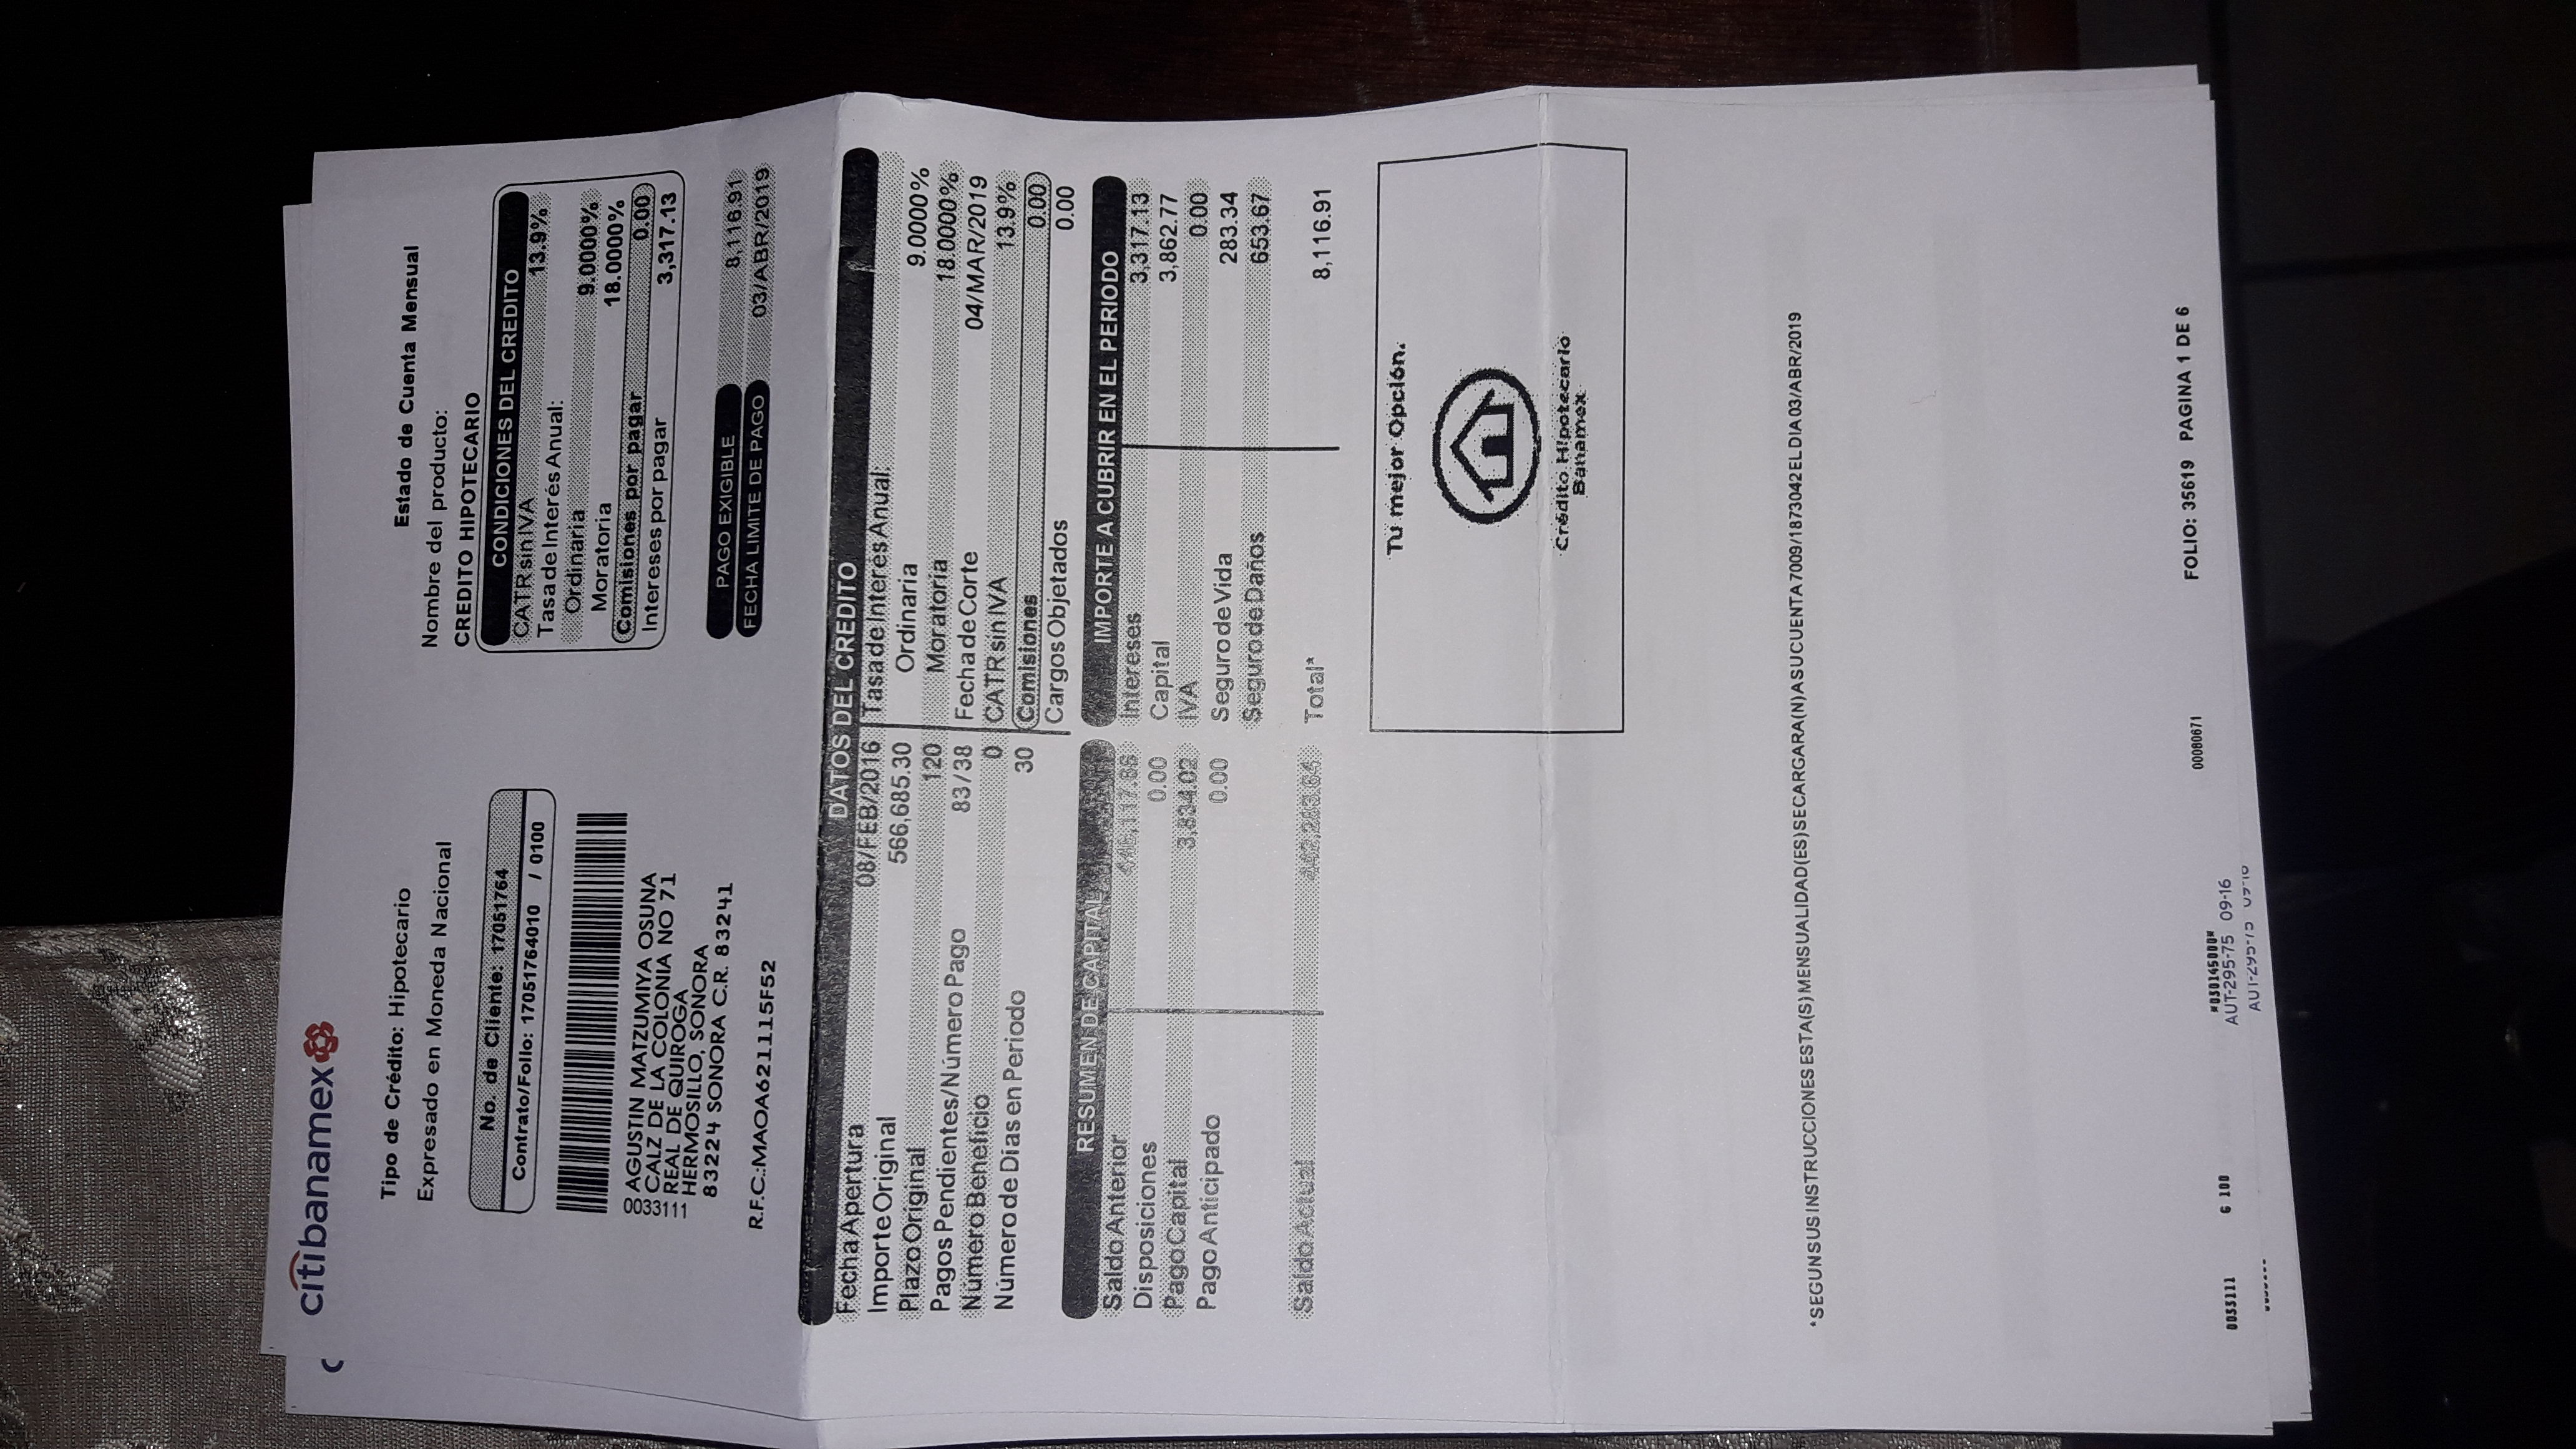 citibanamex
Tipo de Crédito: Hipotecario
Expresado en Moneda Nacional
No. de Cliente: 17051764
Contrato/Folio: 17051764010 / 0100
0033111
AGUSTIN MATZUMIYA OSUNA
CALZ DE LA COLONIA NO 71
REAL DE QUIROGA
HERMOSILLO, SONORA
83224 SONORA C.R. 83241
R.F.C.:MAOA621115F52
Estado de Cuenta Mensual
Nombre del producto:
CREDITO HIPOTECARIO
CONDICIONES DEL CREDITO
CATR sin IVA 13.9%
Tasa de Interés Anual:
Ordinaria 9.0000%
Moratoria 18.0000%
Comisiones por pagar 0.00
Intereses por pagar 3,317.13
PAGO EXIGIBLE 8,116.91
FECHA LIMITE DE PAGO 03/ABR/2019
DATOS DEL CREDITO
Fecha Apertura 08/FEB/2016
Importe Original 566,685.30
Plazo Original 120
Pagos Pendientes/Número Pago 83/38
Número Beneficio 0
Número de Días en Periodo 30
Tasa de Interés Anual:
Ordinaria 9.0000%
Moratoria 18.0000%
Fecha de Corte 04/MAR/2019
CATR sin IVA 13.9%
Comisiones 0.00
Cargos Objetados 0.00
RESUMEN DE CAPITAL
Saldo Anterior
Disposiciones 0.00
Pago Capital 3,834.02
Pago Anticipado 0.00
Saldo Actual
IMPORTE A CUBRIR EN EL PERIODO
Intereses 3,317.13
Capital 3,862.77
IVA 0.00
Seguro de Vida 283.34
Seguro de Daños 653.67
Total* 8,116.91
Tu mejor Opción.
Crédito Hipotecario
Banamex
*SEGUN SUS INSTRUCCIONES ESTA(S) MENSUALIDAD(ES) SE CARGARA(N) A SU CUENTA 7009/1873042 EL DIA 03/ABR/2019
00080671
FOLIO: 35619 PAGINA 1 DE 6
0033111
G 100
*030145000*
AUT-295-75 09-16
AUT-295-75 09-16